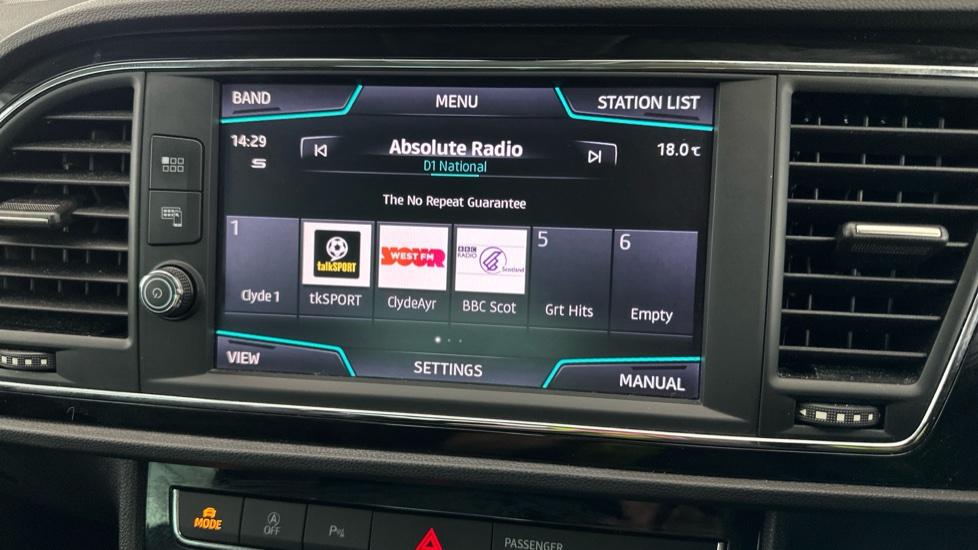 BAND
MENU
STATION LIST
14:29
Absolute Radio
18.0℃
D1 National
The No Repeat Guarantee
1
5
6
talkSPORT
YOUR
WEST FM
BBC
RADIO
Scotland
Clyde 1
tkSPORT
ClydeAyr
BBC Scot
Grt Hits
Empty
VIEW
SETTINGS
MANUAL
MODE
A
OFF
P
PASSENGER